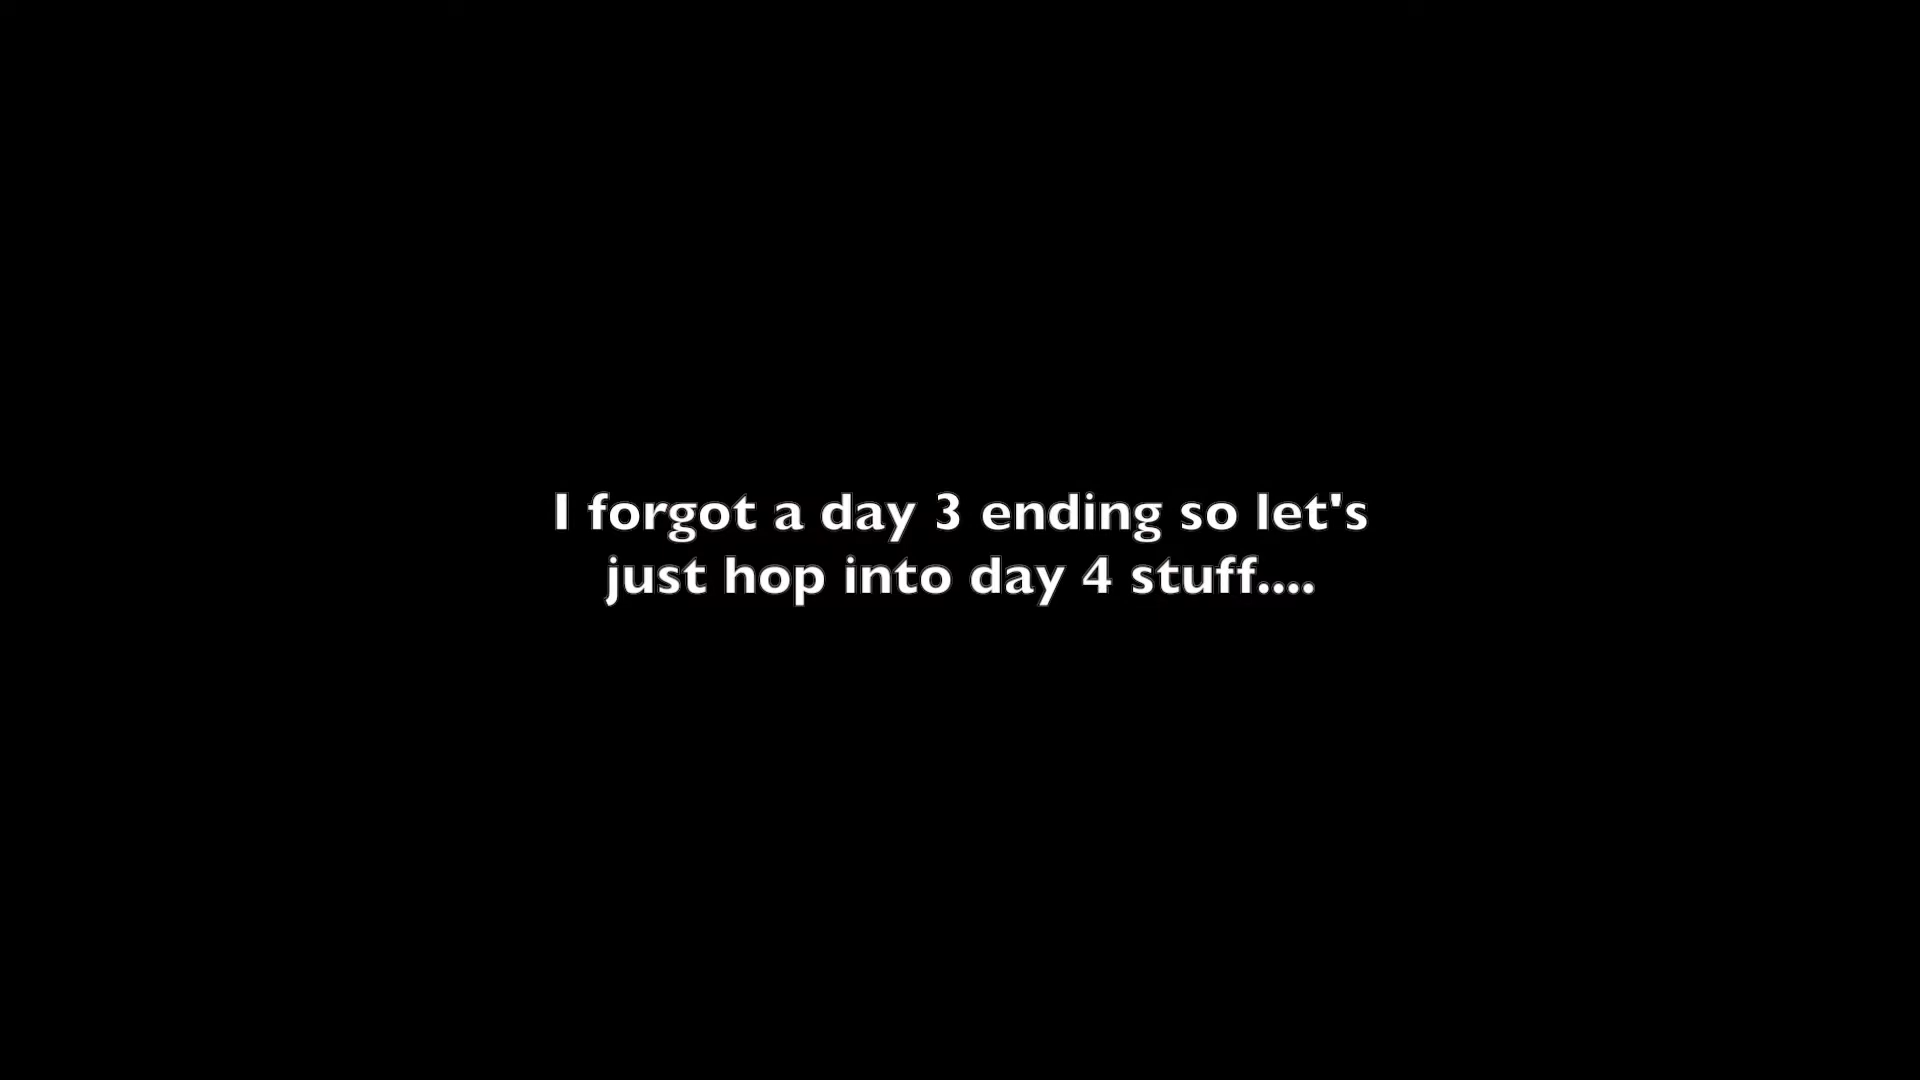 I forgot a day 3 ending so let's
just hop into day 4 stuff....